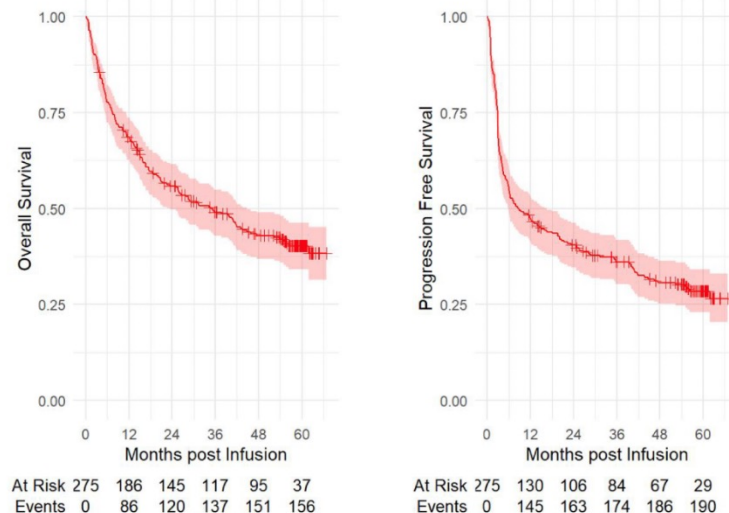 Overall Survival
1.00
0.75
0.50
0.25
0.00
0 12 24 36 48 60
Months post Infusion
At Risk 275 186 145 117 95 37
Events 0 86 120 137 151 156
Progression Free Survival
1.00
0.75
0.50
0.25
0.00
0 12 24 36 48 60
Months post Infusion
At Risk 275 130 106 84 67 29
Events 0 145 163 174 186 190